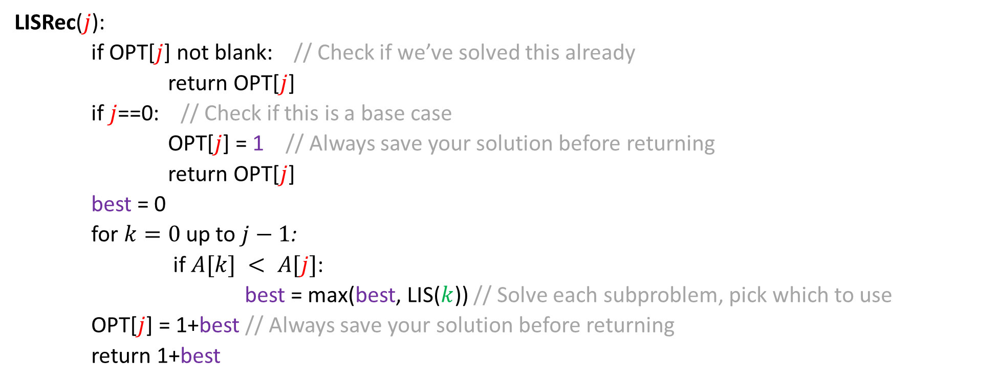 LISRec(j):
if OPT[j] not blank: // Check if we’ve solved this already
return OPT[j]
if j==0: // Check if this is a base case
OPT[j] = 1 // Always save your solution before returning
return OPT[j]
best = 0
for k = 0 up to j − 1:
if A[k] < A[j]:
best = max(best, LIS(k)) // Solve each subproblem, pick which to use
OPT[j] = 1+best // Always save your solution before returning
return 1+best